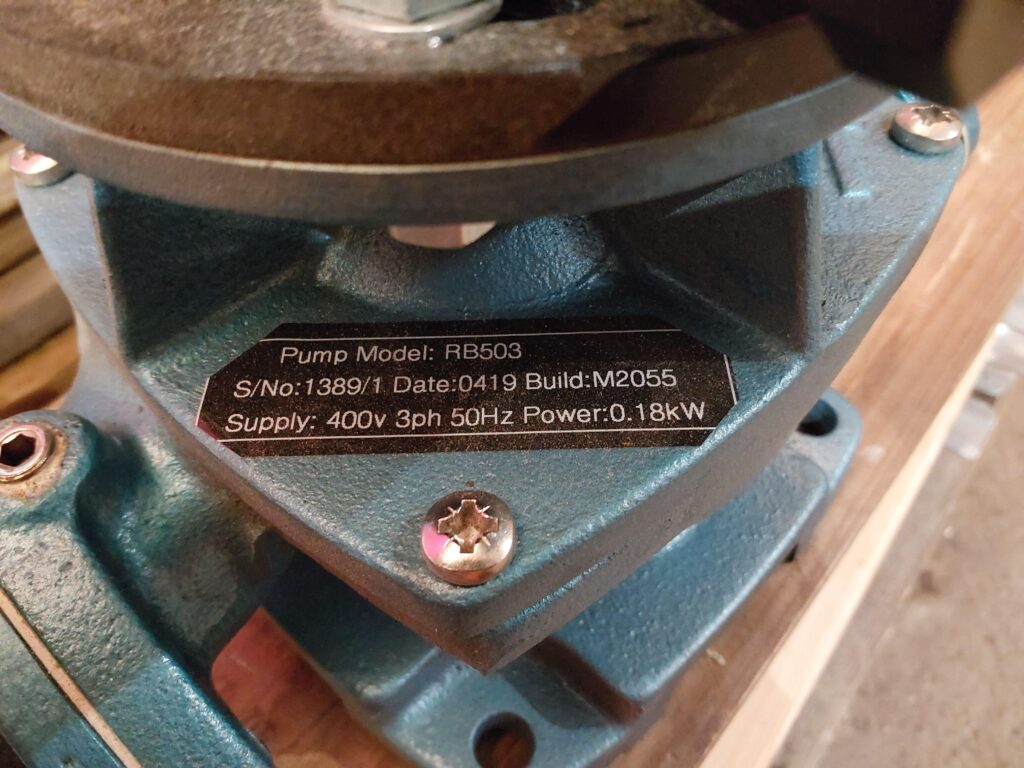 Pump Model: RB503
S/No:1389/1 Date:0419 Build:M2055
Supply: 400v 3ph 50Hz Power:0.18kW